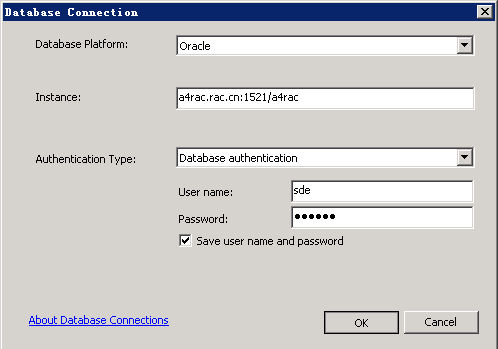 Database Connection
Database Platform:
Oracle
Instance:
a4rac.rac.cn:1521/a4rac
Authentication Type:
Database authentication
User name:
sde
Password:
●●●●●●
Save user name and password
About Database Connections
OK
Cancel